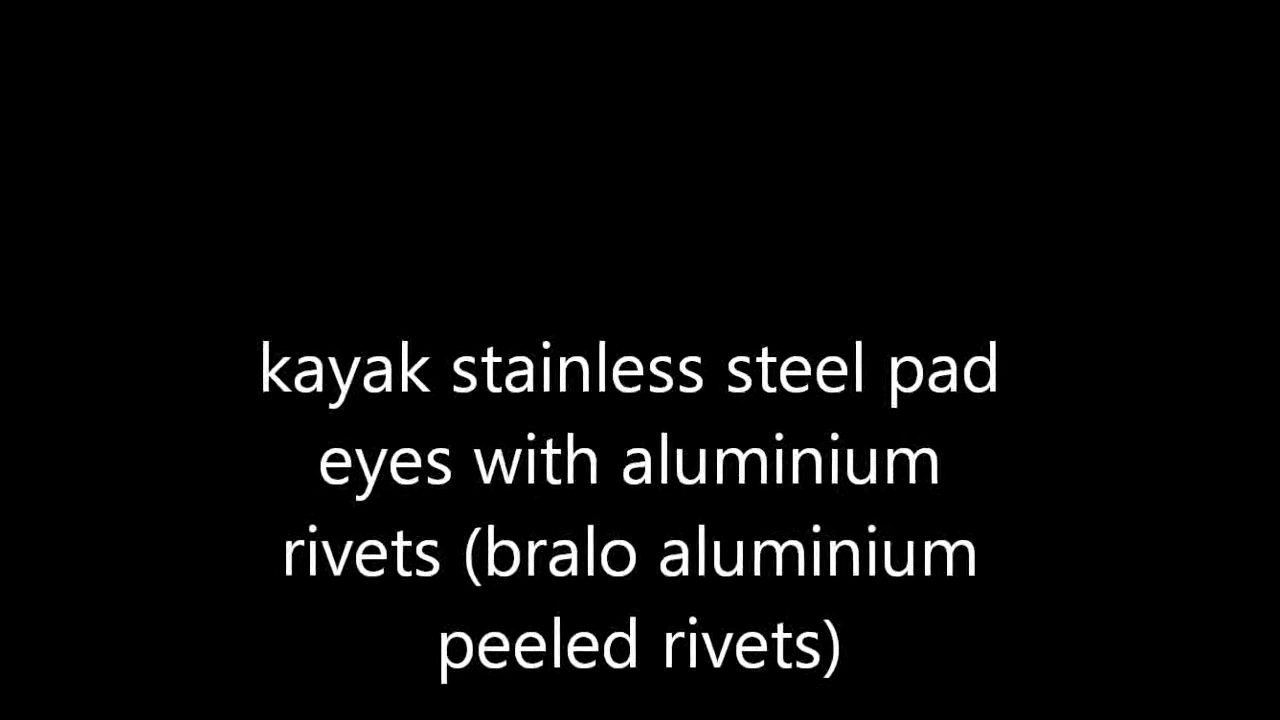 kayak stainless steel pad
eyes with aluminium
rivets (bralo aluminium
peeled rivets)